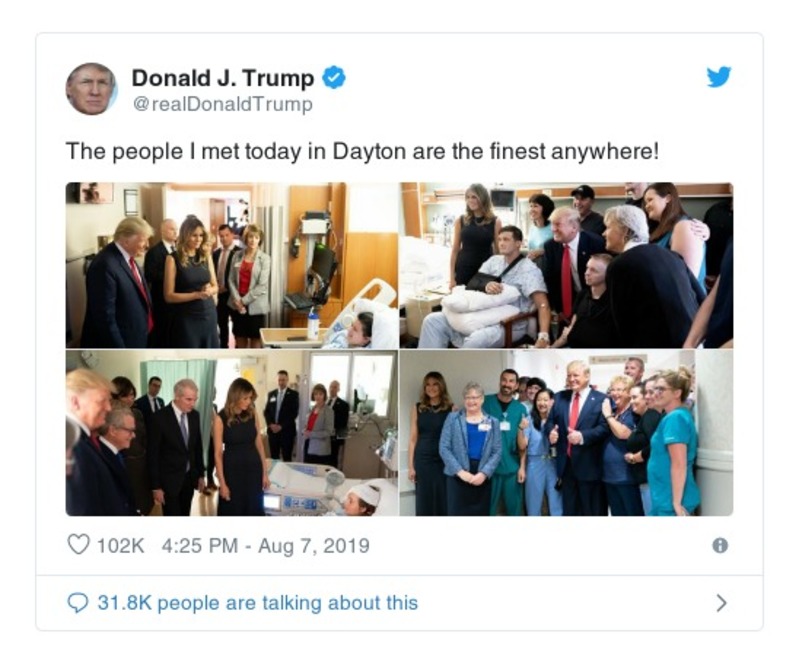 Donald J. Trump
@realDonaldTrump
The people I met today in Dayton are the finest anywhere!
102K 4:25 PM - Aug 7, 2019
31.8K people are talking about this